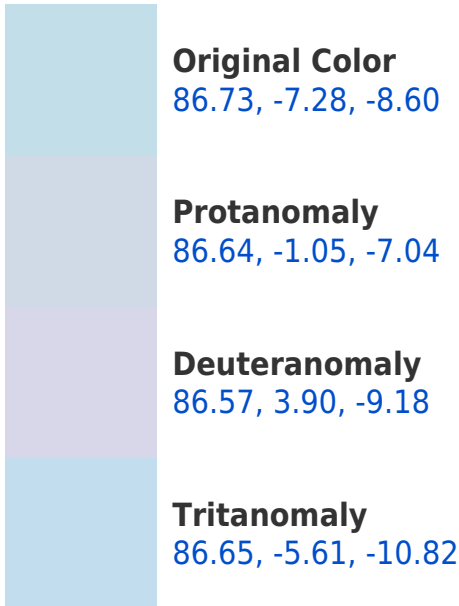 Original Color
86.73, -7.28, -8.60
Protanomaly
86.64, -1.05, -7.04
Deuteranomaly
86.57, 3.90, -9.18
Tritanomaly
86.65, -5.61, -10.82